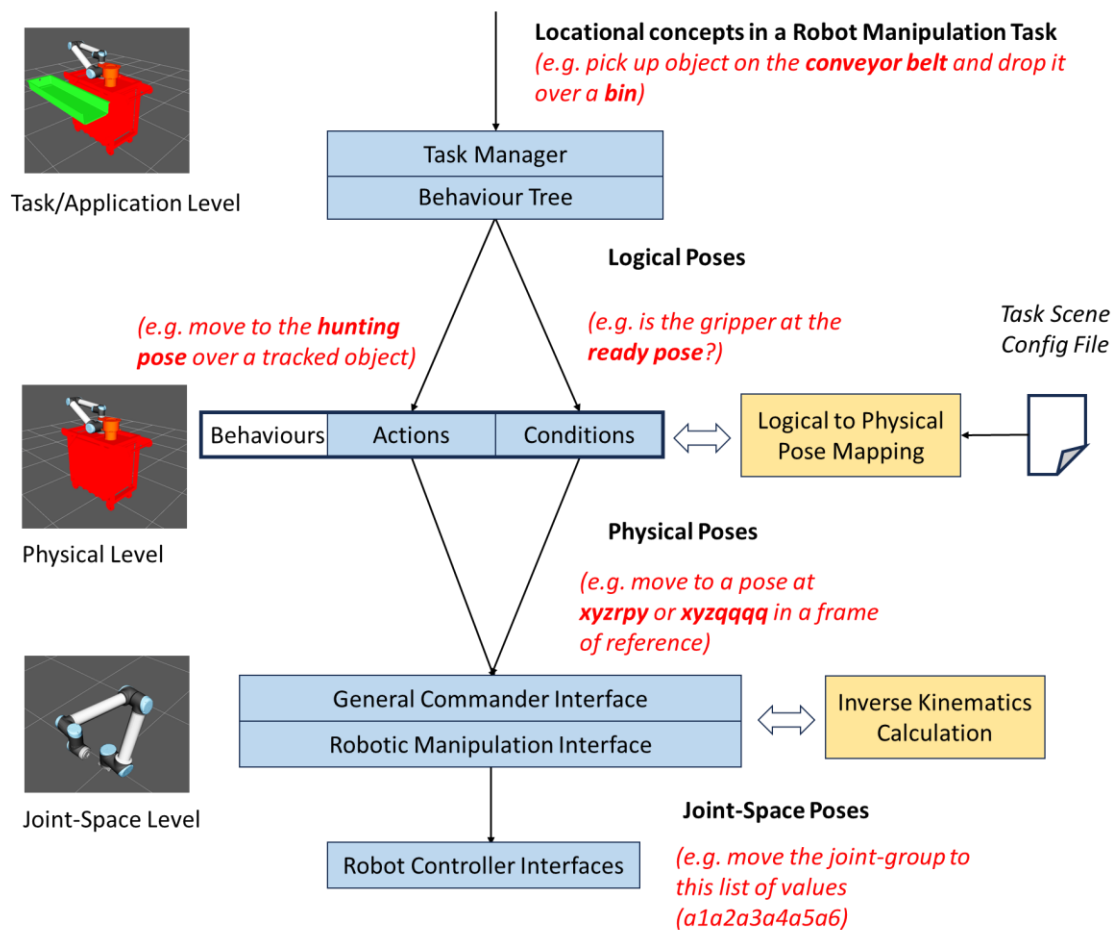 Locational concepts in a Robot Manipulation Task
(e.g. pick up object on the conveyor belt and drop it
over a bin)
Task Manager
Behaviour Tree
Task/Application Level
Logical Poses
(e.g. move to the hunting
pose over a tracked object)
(e.g. is the gripper at the
ready pose?)
Task Scene
Config File
Behaviours
Actions
Conditions
Logical to Physical
Pose Mapping
Physical Level
Physical Poses
(e.g. move to a pose at
xyzrpy or xyzqqqq in a frame
of reference)
General Commander Interface
Robotic Manipulation Interface
Inverse Kinematics
Calculation
Joint-Space Level
Joint-Space Poses
Robot Controller Interfaces
(e.g. move the joint-group to
this list of values
(a1a2a3a4a5a6)